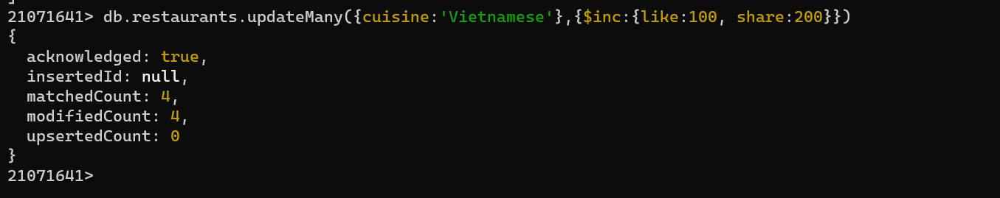 21071641> db.restaurants.updateMany({cuisine:'Vietnamese'},{$inc:{like:100, share:200}})
{
  acknowledged: true,
  insertedId: null,
  matchedCount: 4,
  modifiedCount: 4,
  upsertedCount: 0
}
21071641>